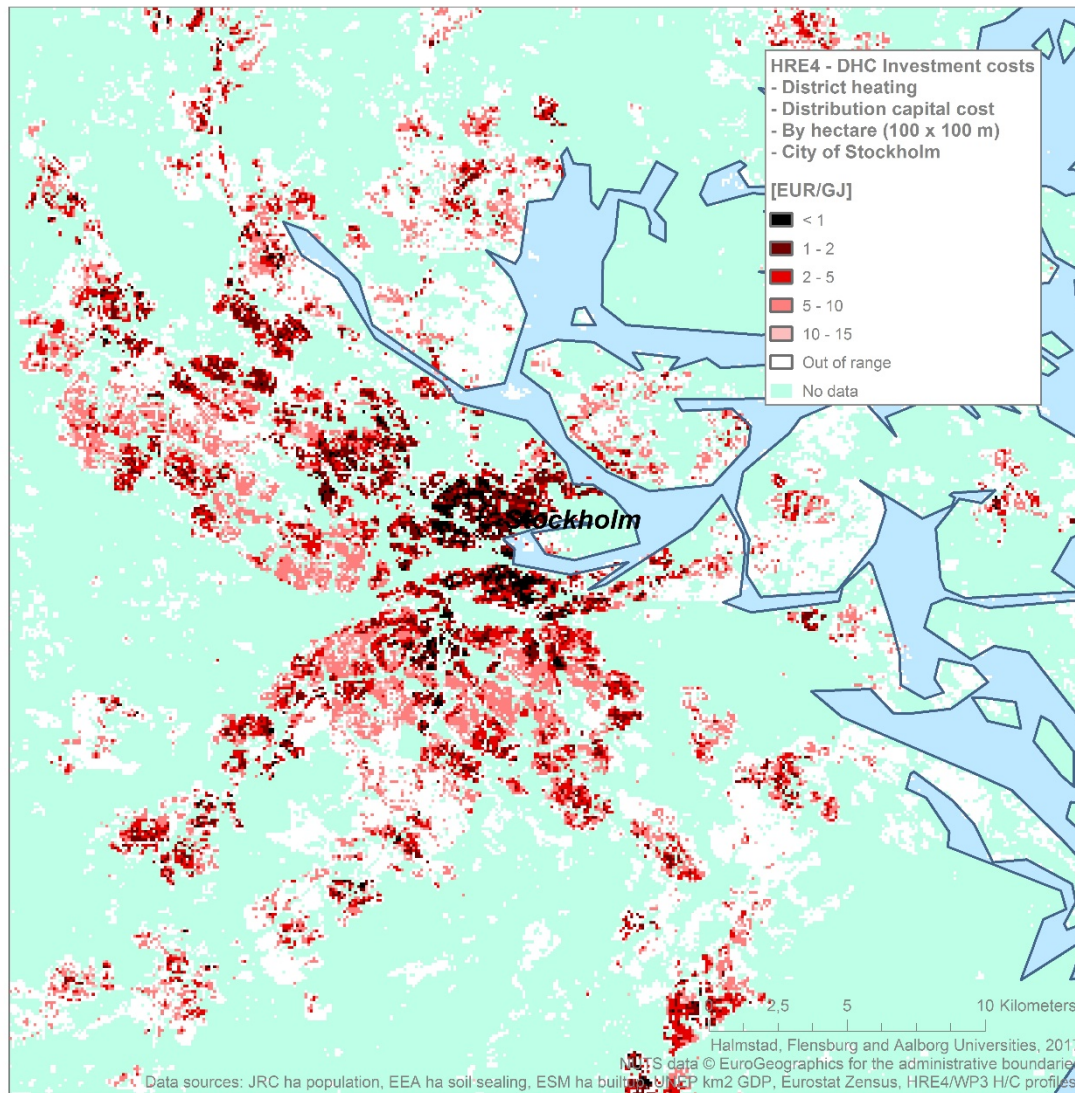 HRE4 - DHC Investment costs
- District heating
- Distribution capital cost
- By hectare (100 x 100 m)
- City of Stockholm
[EUR/GJ]
< 1
1 - 2
2 - 5
5 - 10
10 - 15
Out of range
No data
Stockholm
0 2,5 5 10 Kilometers
Halmstad, Flensburg and Aalborg Universities, 2017
NUTS data © EuroGeographics for the administrative boundaries
Data sources: JRC ha population, EEA ha soil sealing, ESM ha builtup, UNEP km2 GDP, Eurostat Zensus, HRE4/WP3 H/C profiles